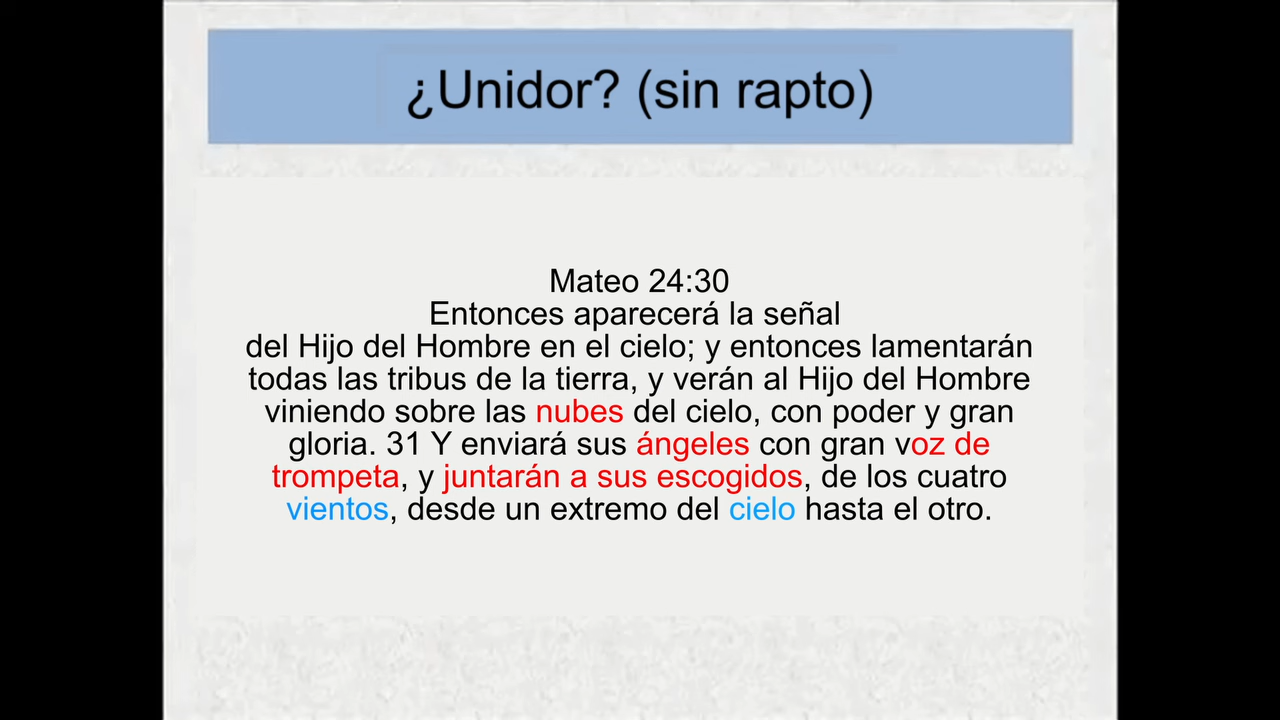 ¿Unidor? (sin rapto)
Mateo 24:30
Entonces aparecerá la señal
del Hijo del Hombre en el cielo; y entonces lamentarán
todas las tribus de la tierra, y verán al Hijo del Hombre
viniendo sobre las nubes del cielo, con poder y gran
gloria. 31 Y enviará sus ángeles con gran voz de
trompeta, y juntarán a sus escogidos, de los cuatro
vientos, desde un extremo del cielo hasta el otro.